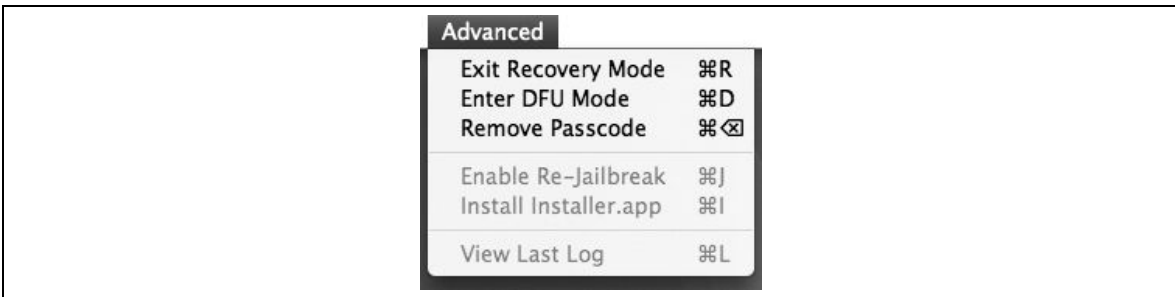 Advanced
Exit Recovery Mode ⌘R
Enter DFU Mode ⌘D
Remove Passcode ⌘⌫
Enable Re-Jailbreak ⌘J
Install Installer.app ⌘I
View Last Log ⌘L